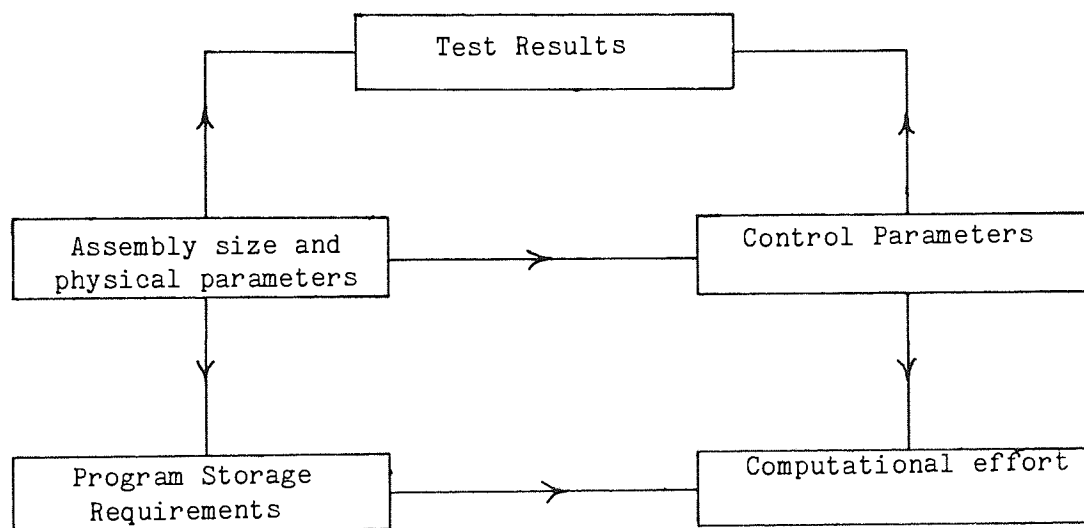 Test Results
Assembly size and
physical parameters
Control Parameters
Program Storage
Requirements
Computational effort